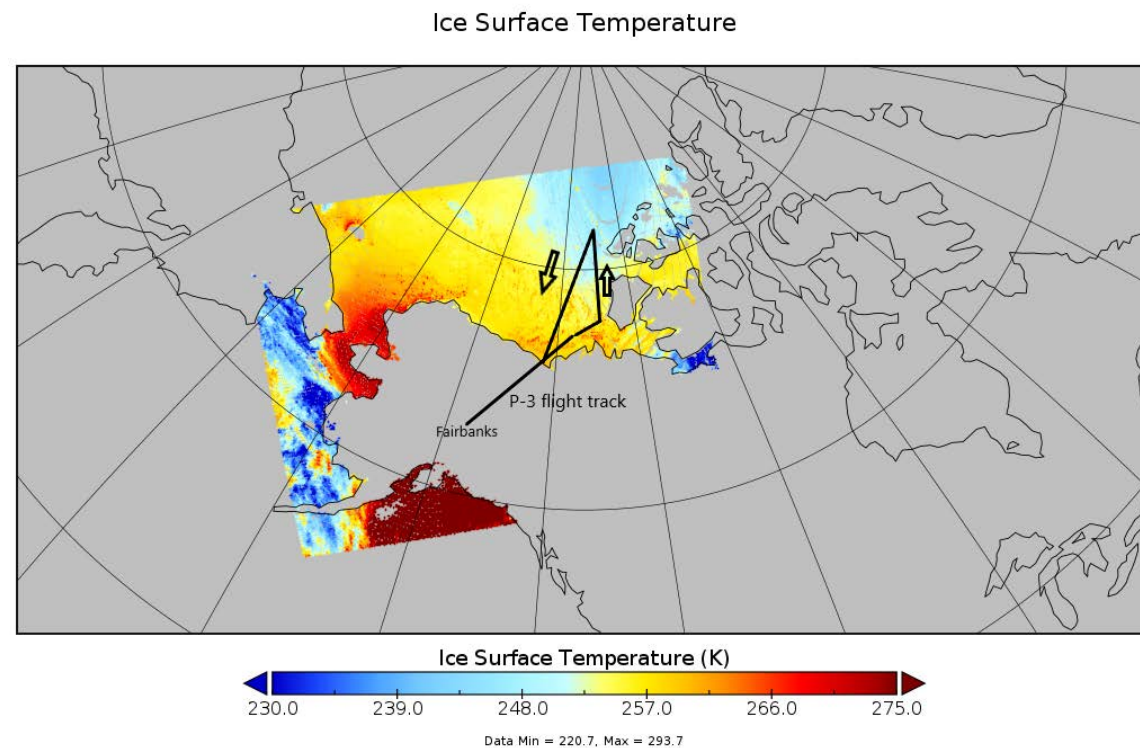 Ice Surface Temperature
P-3 flight track
Fairbanks
Ice Surface Temperature (K)
230.0 239.0 248.0 257.0 266.0 275.0
Data Min = 220.7, Max = 293.7